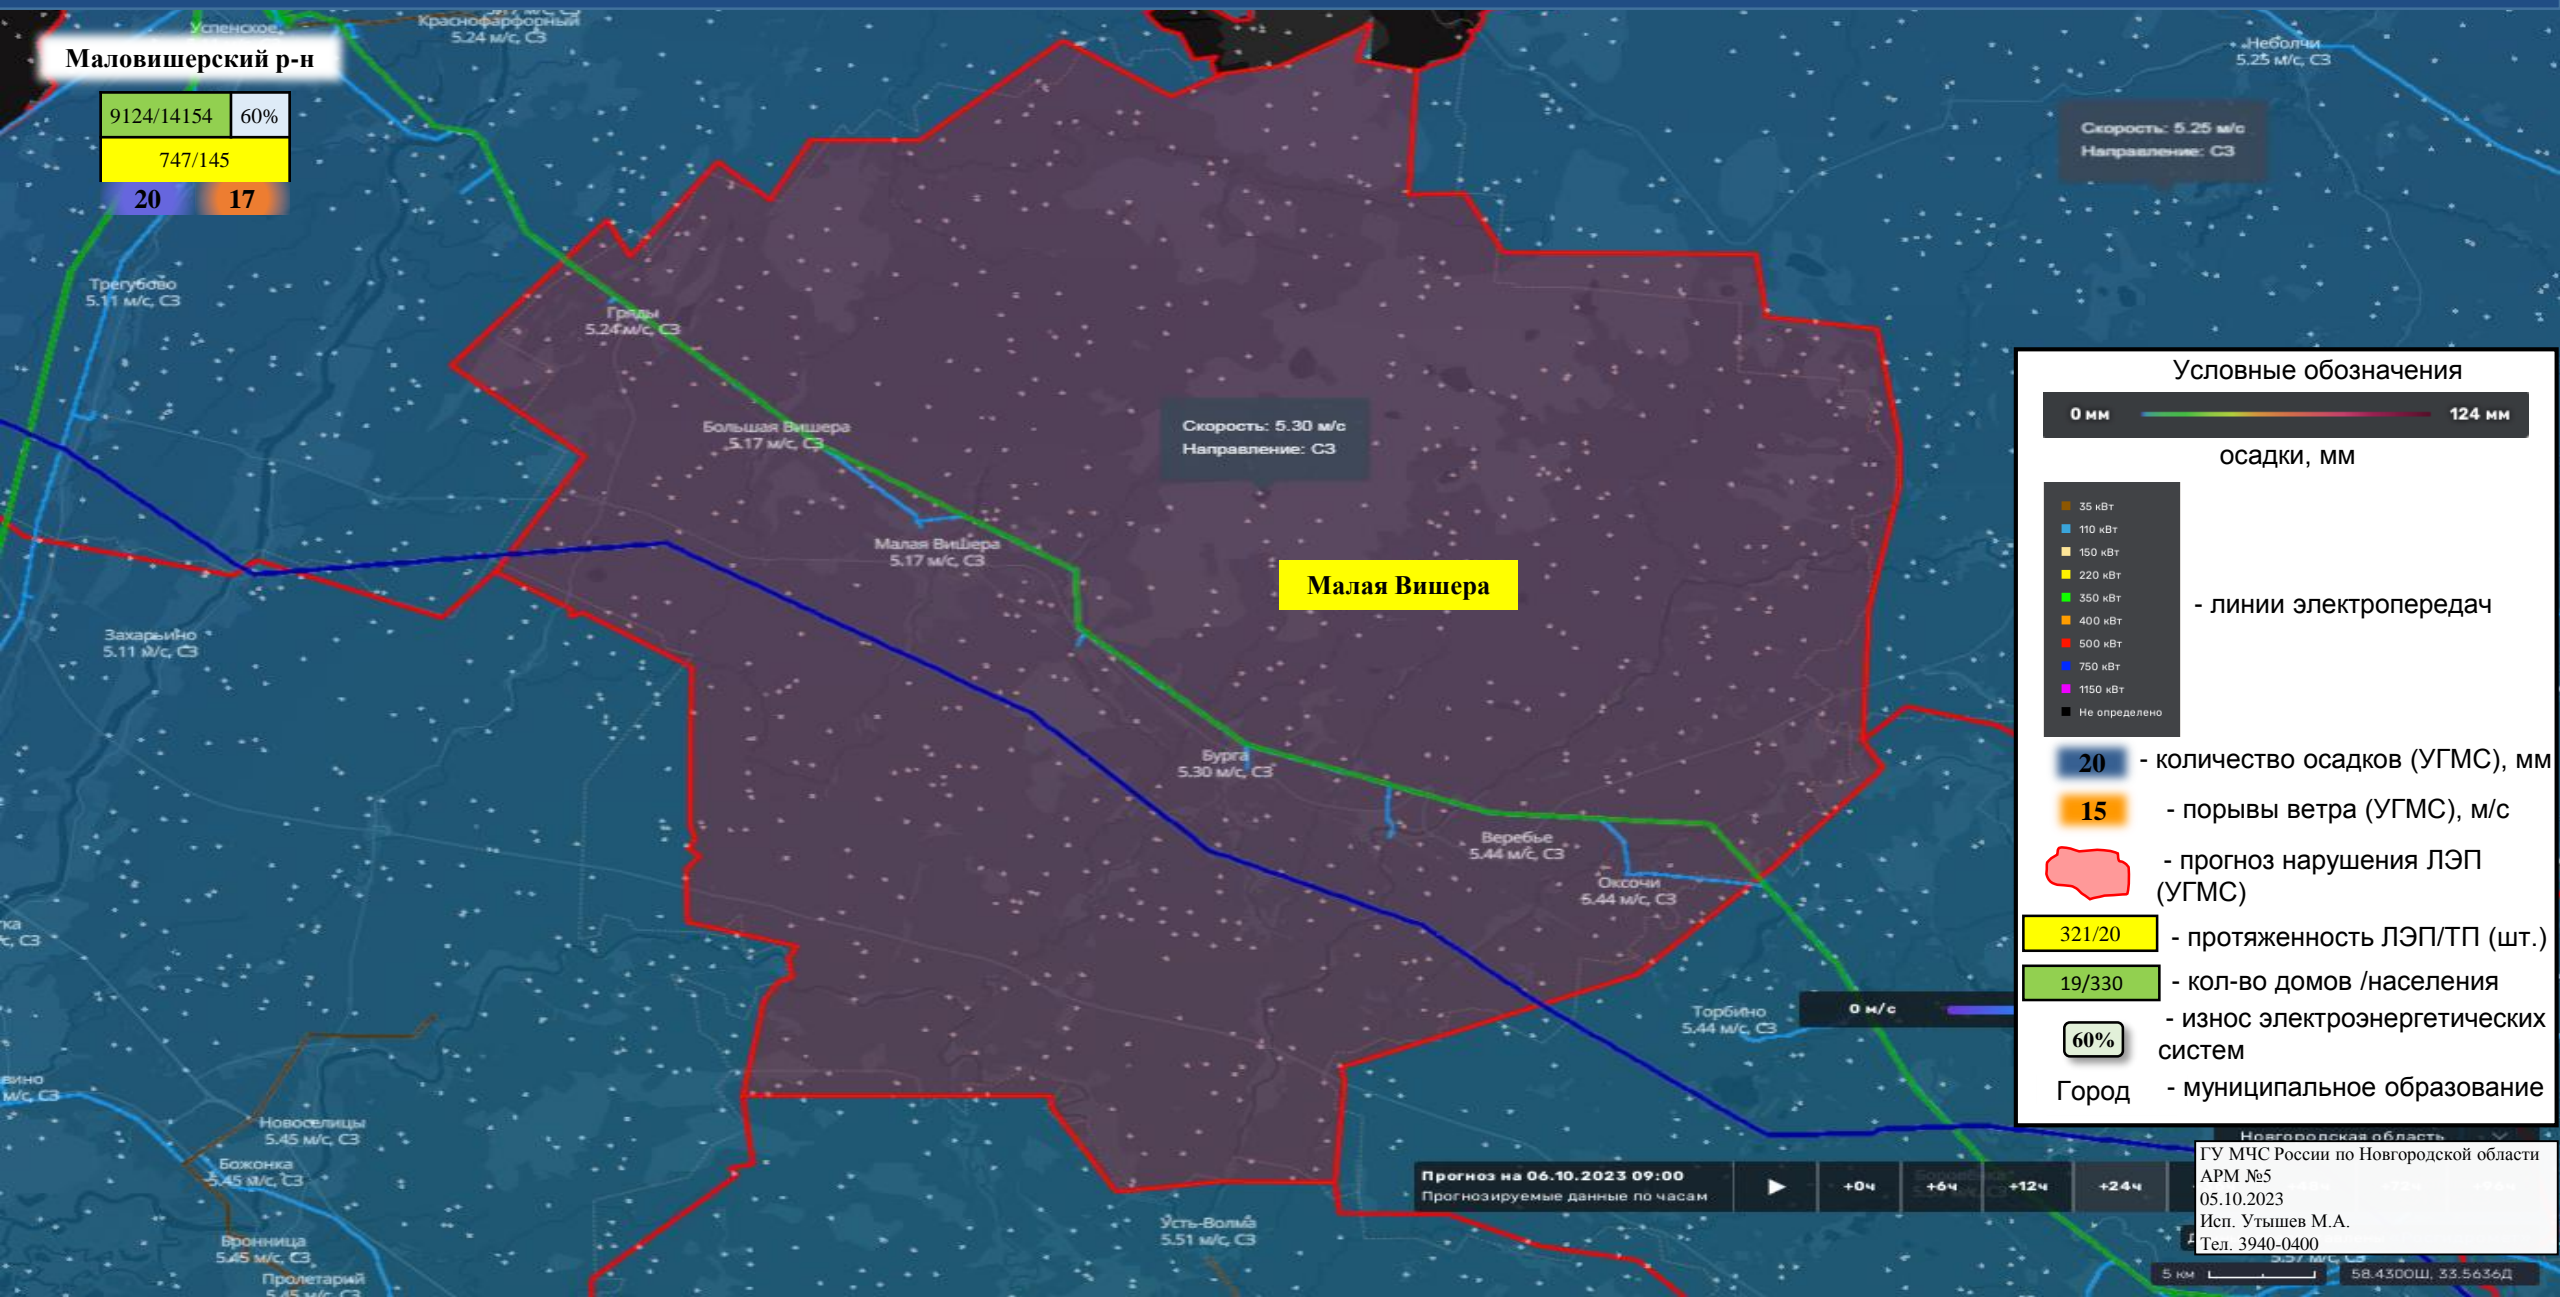 Успенское,
Краснофарфорный
5.24 м/с, СЗ
Маловишерский р-н
9124/14154 60%
747/145
20 17
Неболчи
5.25 м/с, СЗ
Скорость: 5.25 м/с
Направление: СЗ
Трегубово
5.11 м/с, СЗ
Гряды
5.24 м/с, СЗ
Большая Вишера
5.17 м/с, СЗ
Скорость: 5.30 м/с
Направление: СЗ
Малая Вишера
5.17 м/с, СЗ
Малая Вишера
Захарьино
5.11 м/с, СЗ
Бурга
5.30 м/с, СЗ
Веребье
5.44 м/с, СЗ
Оксочи
5.44 м/с, СЗ
Торбино
5.44 м/с, СЗ
0 м/с
Новоселицы
5.45 м/с, СЗ
Божонка
5.45 м/с, СЗ
Бронница
5.45 м/с, СЗ
Пролетарий
5.45 м/с, СЗ
Усть-Волма
5.51 м/с, СЗ
Условные обозначения
0 мм 124 мм
осадки, мм
35 кВт
110 кВт
150 кВт
220 кВт
350 кВт
400 кВт
500 кВт
750 кВт
1150 кВт
Не определено
- линии электропередач
20 - количество осадков (УГМС), мм
15 - порывы ветра (УГМС), м/с
- прогноз нарушения ЛЭП
(УГМС)
321/20 - протяженность ЛЭП/ТП (шт.)
19/330 - кол-во домов /населения
60% - износ электроэнергетических
систем
Город - муниципальное образование
Новгородская область
Прогноз на 06.10.2023 09:00
Прогнозируемые данные по часам
+0ч +6ч +12ч +24ч
ГУ МЧС России по Новгородской области
АРМ №5
05.10.2023
Исп. Утышев М.А.
Тел. 3940-0400
5.57 м/с, СЗ
5 км
58.4300Ш, 33.5636Д